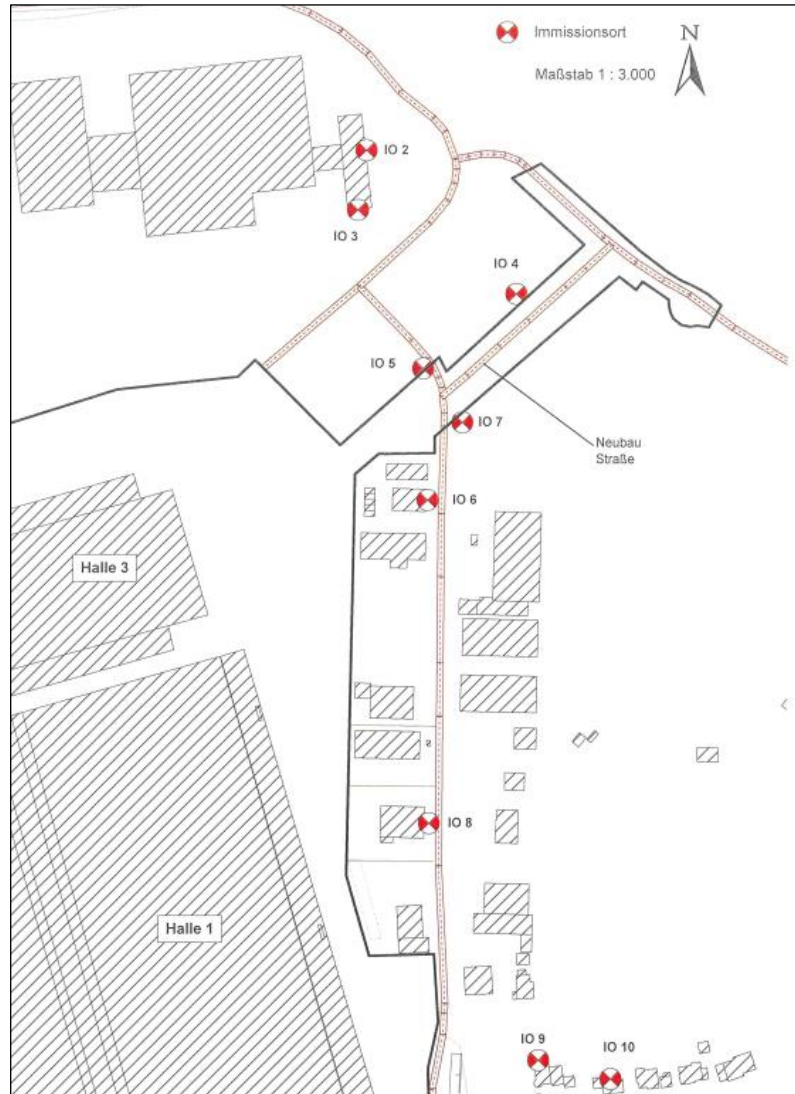 Immissionsort
N
Maßstab 1 : 3.000
IO 2
IO 3
IO 4
IO 5
IO 7
Neubau
Straße
IO 6
Halle 3
IO 8
Halle 1
IO 9
IO 10